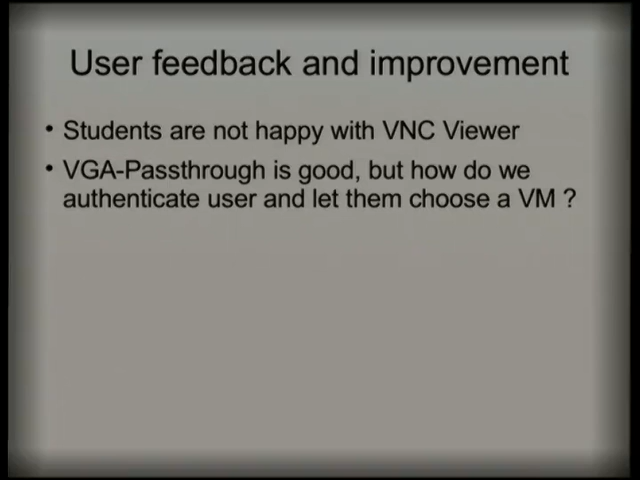 User feedback and improvement
• Students are not happy with VNC Viewer
• VGA-Passthrough is good, but how do we
authenticate user and let them choose a VM ?